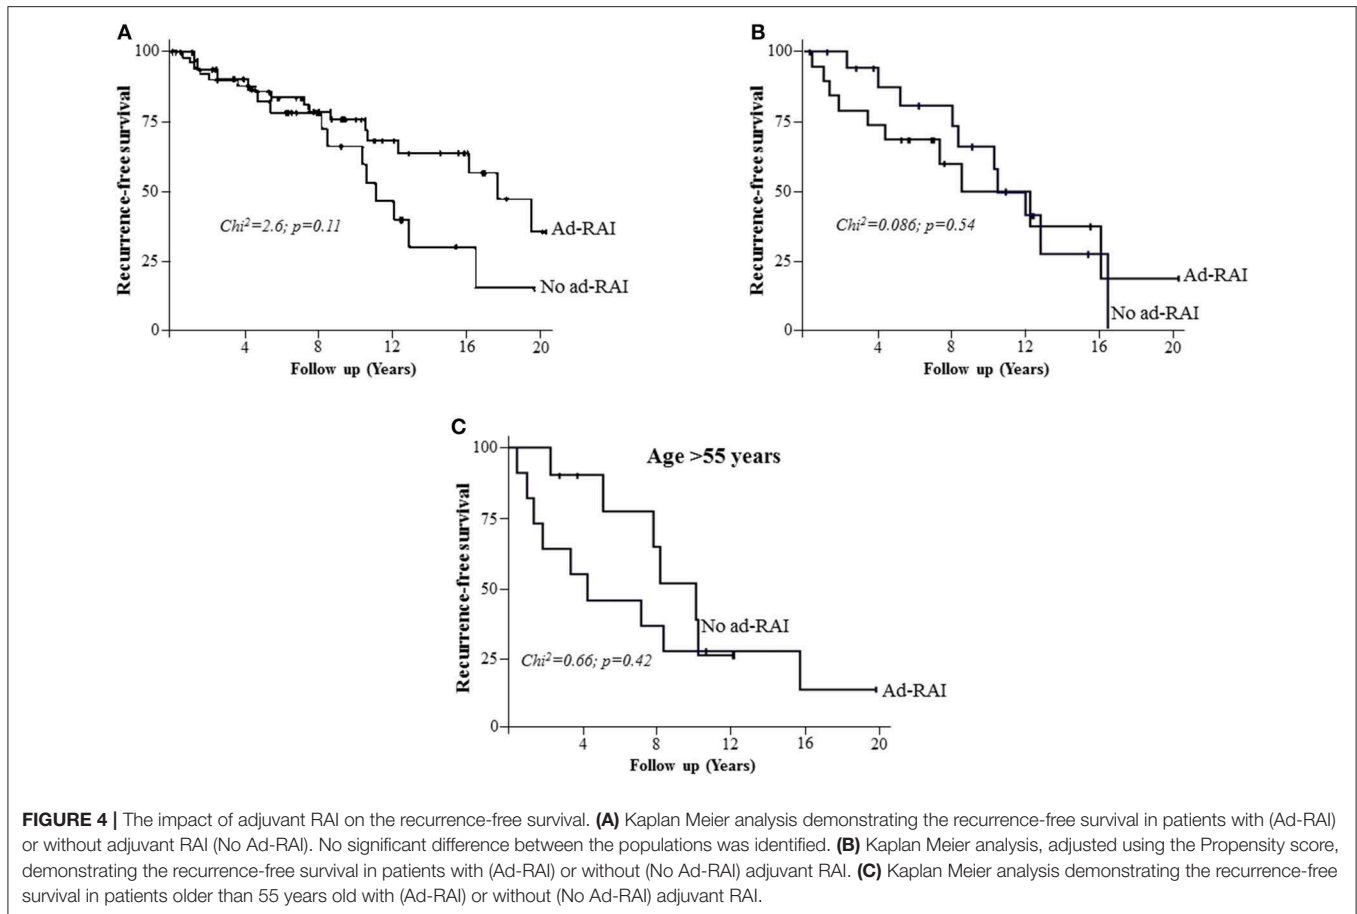 A
100
75
50
25
0
Recurrence-free survival
Chi²=2.6; p=0.11
Ad-RAI
No ad-RAI
4 8 12 16 20
Follow up (Years)
B
100
75
50
25
0
Recurrence-free survival
Chi²=0.086; p=0.54
Ad-RAI
No ad-RAI
4 8 12 16 20
Follow up (Years)
C
100
75
50
25
0
Recurrence-free survival
Age >55 years
No ad-RAI
Chi²=0.66; p=0.42
Ad-RAI
4 8 12 16 20
Follow up (Years)
FIGURE 4 | The impact of adjuvant RAI on the recurrence-free survival. (A) Kaplan Meier analysis demonstrating the recurrence-free survival in patients with (Ad-RAI)
or without adjuvant RAI (No Ad-RAI). No significant difference between the populations was identified. (B) Kaplan Meier analysis, adjusted using the Propensity score,
demonstrating the recurrence-free survival in patients with (Ad-RAI) or without (No Ad-RAI) adjuvant RAI. (C) Kaplan Meier analysis demonstrating the recurrence-free
survival in patients older than 55 years old with (Ad-RAI) or without (No Ad-RAI) adjuvant RAI.